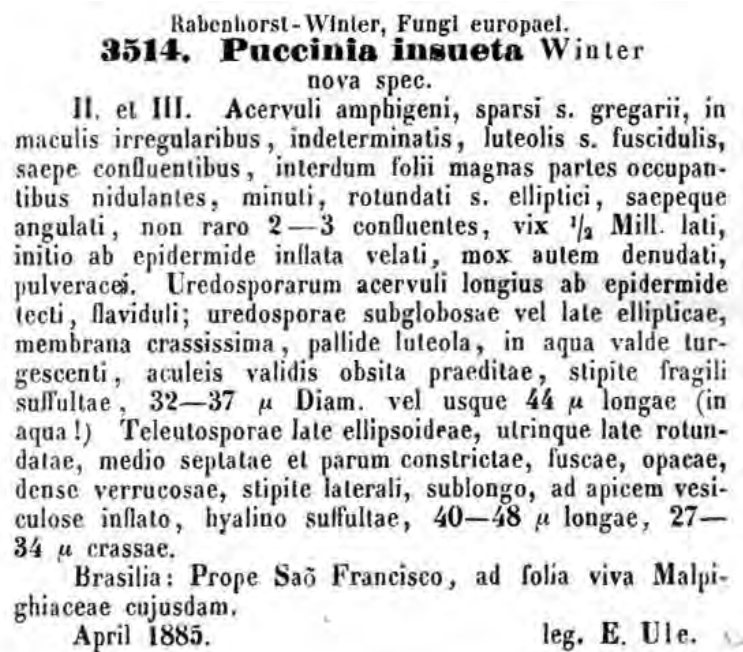 Rabenhorst-Winter, Fungi europaei.
3514. Puccinia insueta Winter
nova spec.
II. et III. Acervuli amphigeni, sparsi s. gregarii, in
maculis irregularibus, indeterminatis, luteolis s. fuscidulis,
saepe confluentibus, interdum folii magnas partes occupan-
tibus nidulantes, minuti, rotundati s. elliptici, saepeque
angulati, non raro 2—3 confluentes, vix ½ Mill. lati,
initio ab epidermide inflata velati, mox autem denudati,
pulveracei. Uredosporarum acervuli longius ab epidermide
tecti, flaviduli; uredosporae subglobosae vel late ellipticae,
membrana crassissima, pallide luteola, in aqua valde tur-
gescenti, aculeis validis obsita praeditae, stipite fragili
suffultae, 32—37 µ Diam. vel usque 44 µ longae (in
aqua!) Teleutosporae late ellipsoideae, utrinque late rotun-
datae, medio septatae et parum constrictae, fuscae, opacae,
dense verrucosae, stipite laterali, sublongo, ad apicem vesi-
culose inflato, hyalino suffultae, 40—48 µ longae, 27—
34 µ crassae.
Brasilia: Prope Saõ Francisco, ad folia viva Malpi-
ghiaceae cujusdam.
April 1885. leg. E. Ule.